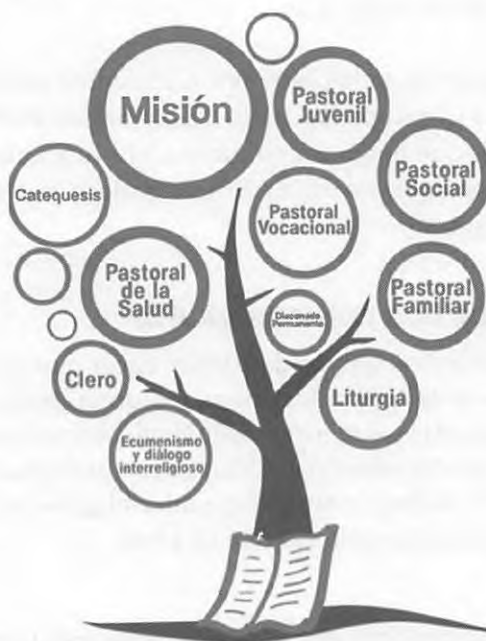 Misión
Pastoral
Juvenil
Pastoral
Social
Catequesis
Pastoral
Vocacional
Pastoral
de la
Salud
Pastoral
Familiar
Diaconado
Permanente
Clero
Liturgia
Ecumenismo
y diálogo
interreligioso